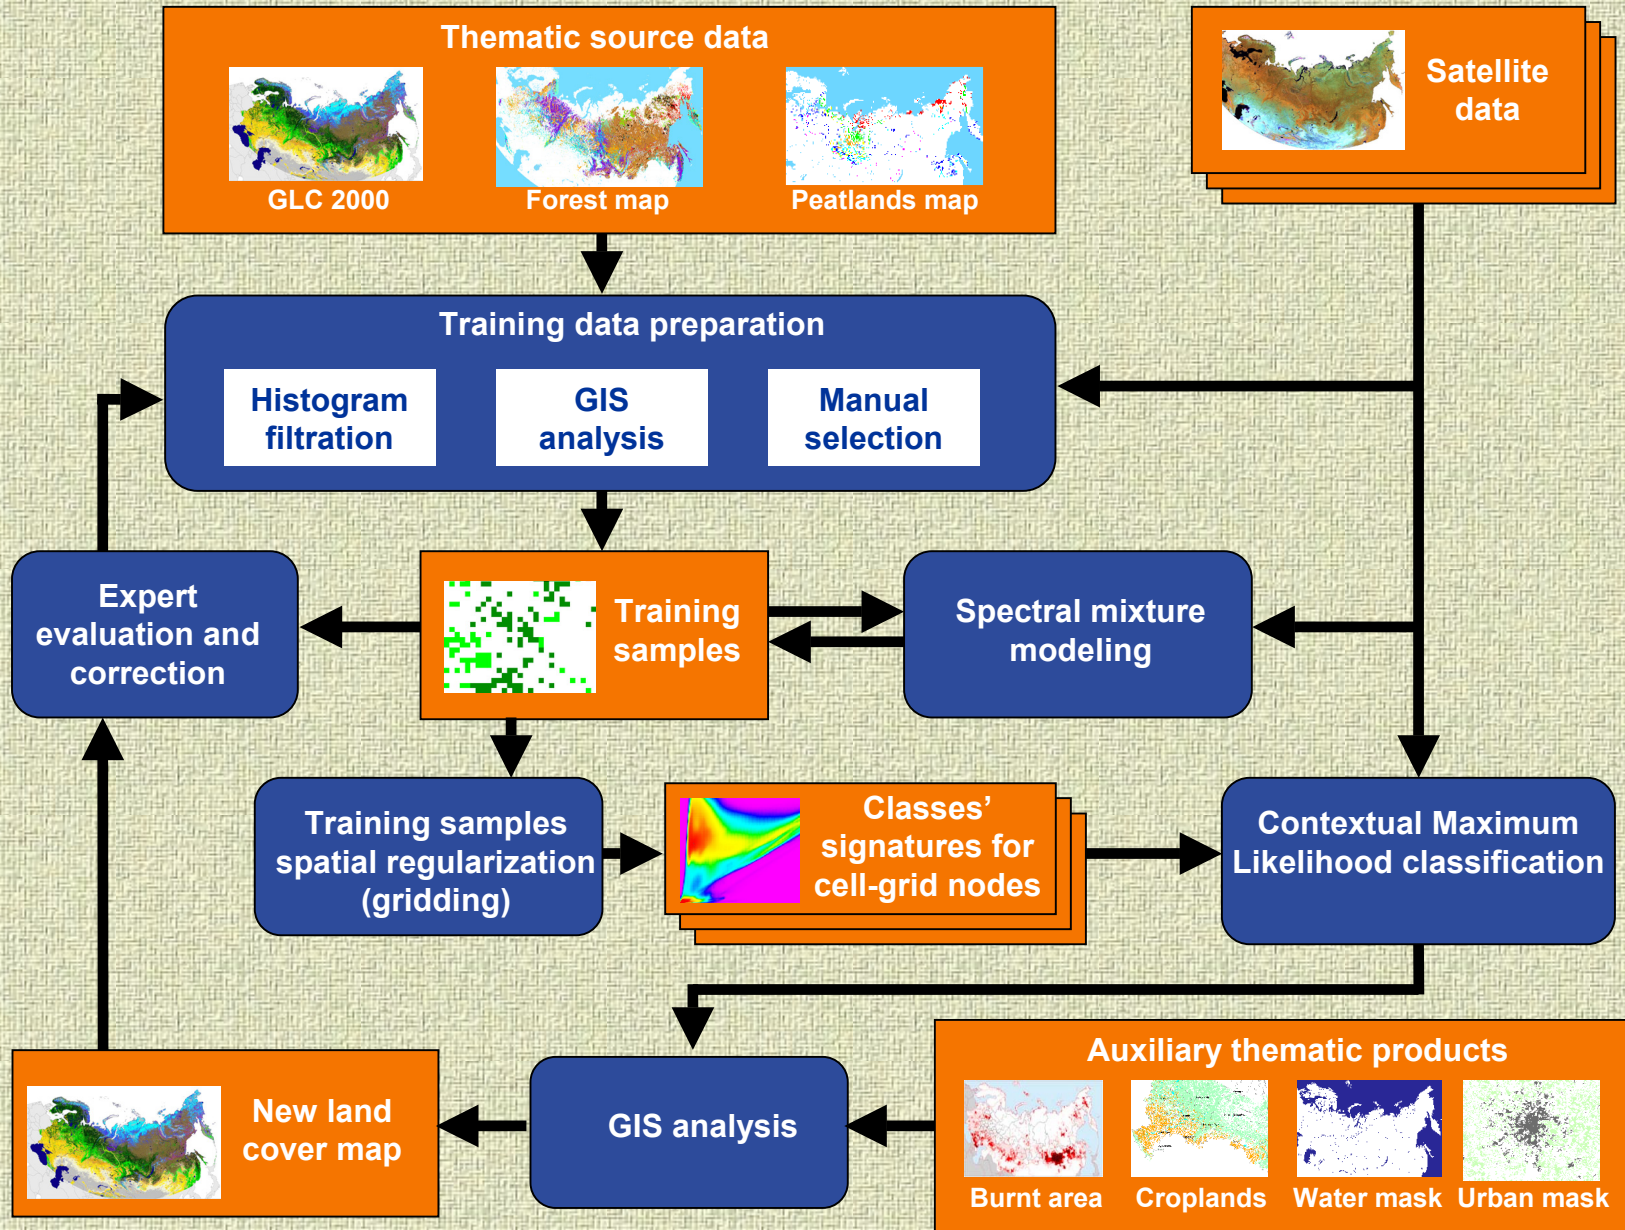 Thematic source data
GLC 2000
Forest map
Peatlands map
Satellite
data
Training data preparation
Histogram
filtration
GIS
analysis
Manual
selection
Expert
evaluation and
correction
Training
samples
Spectral mixture
modeling
Training samples
spatial regularization
(gridding)
Classes’
signatures for
cell-grid nodes
Contextual Maximum
Likelihood classification
New land
cover map
GIS analysis
Auxiliary thematic products
Burnt area
Croplands
Water mask
Urban mask